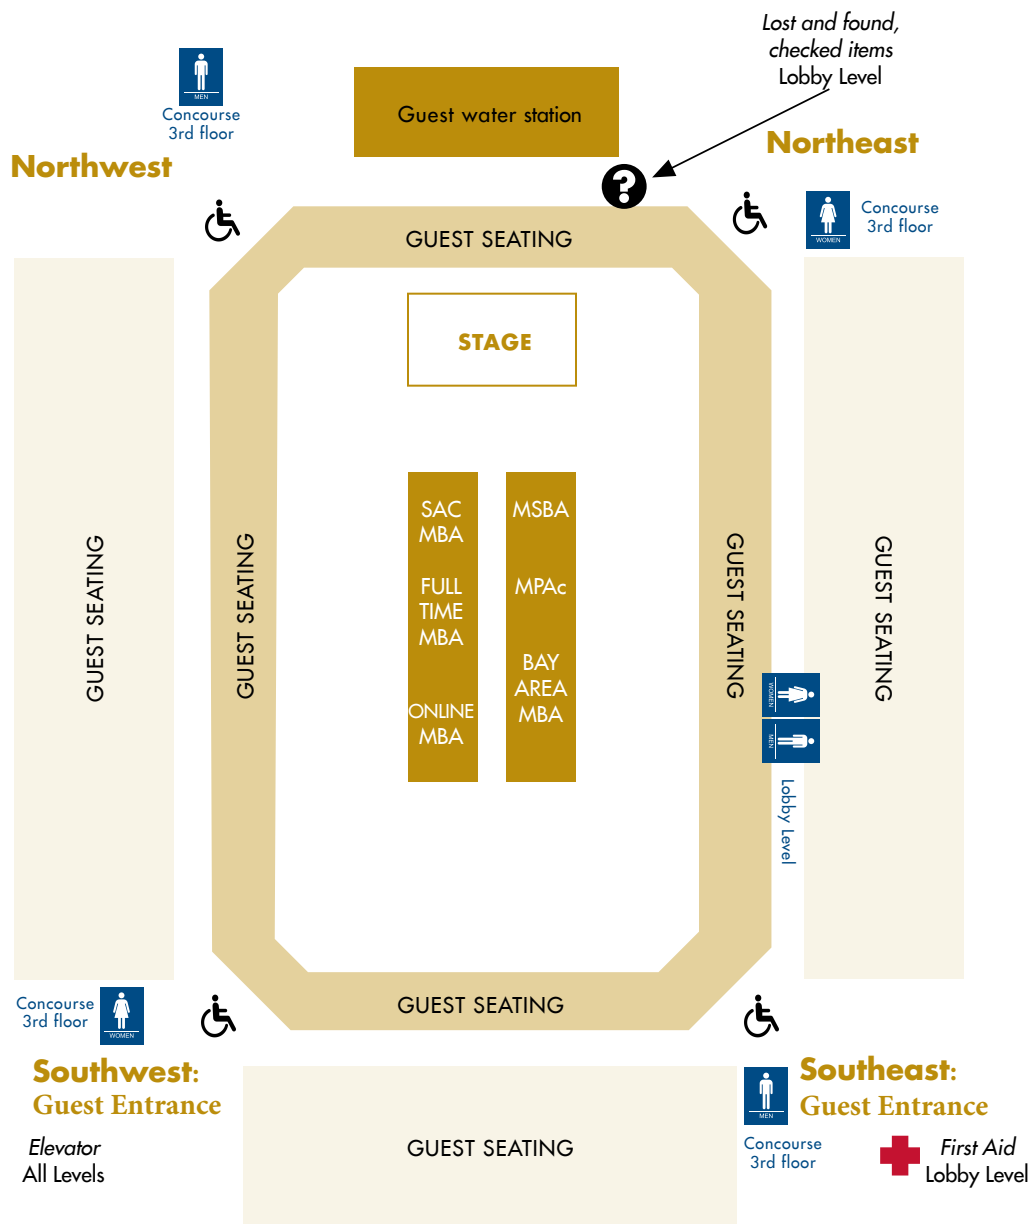 Lost and found,
checked items
Lobby Level
MEN
Concourse
3rd floor
Guest water station
Northwest
Northeast
?
WOMEN
Concourse
3rd floor
GUEST SEATING
STAGE
SAC
MBA
FULL
TIME
MBA
ONLINE
MBA
MSBA
MPAc
BAY
AREA
MBA
GUEST SEATING
GUEST SEATING
GUEST SEATING
GUEST SEATING
WOMEN
MEN
Lobby Level
GUEST SEATING
Concourse
3rd floor
WOMEN
Southwest:
Guest Entrance
Elevator
All Levels
GUEST SEATING
MEN
Concourse
3rd floor
Southeast:
Guest Entrance
First Aid
Lobby Level